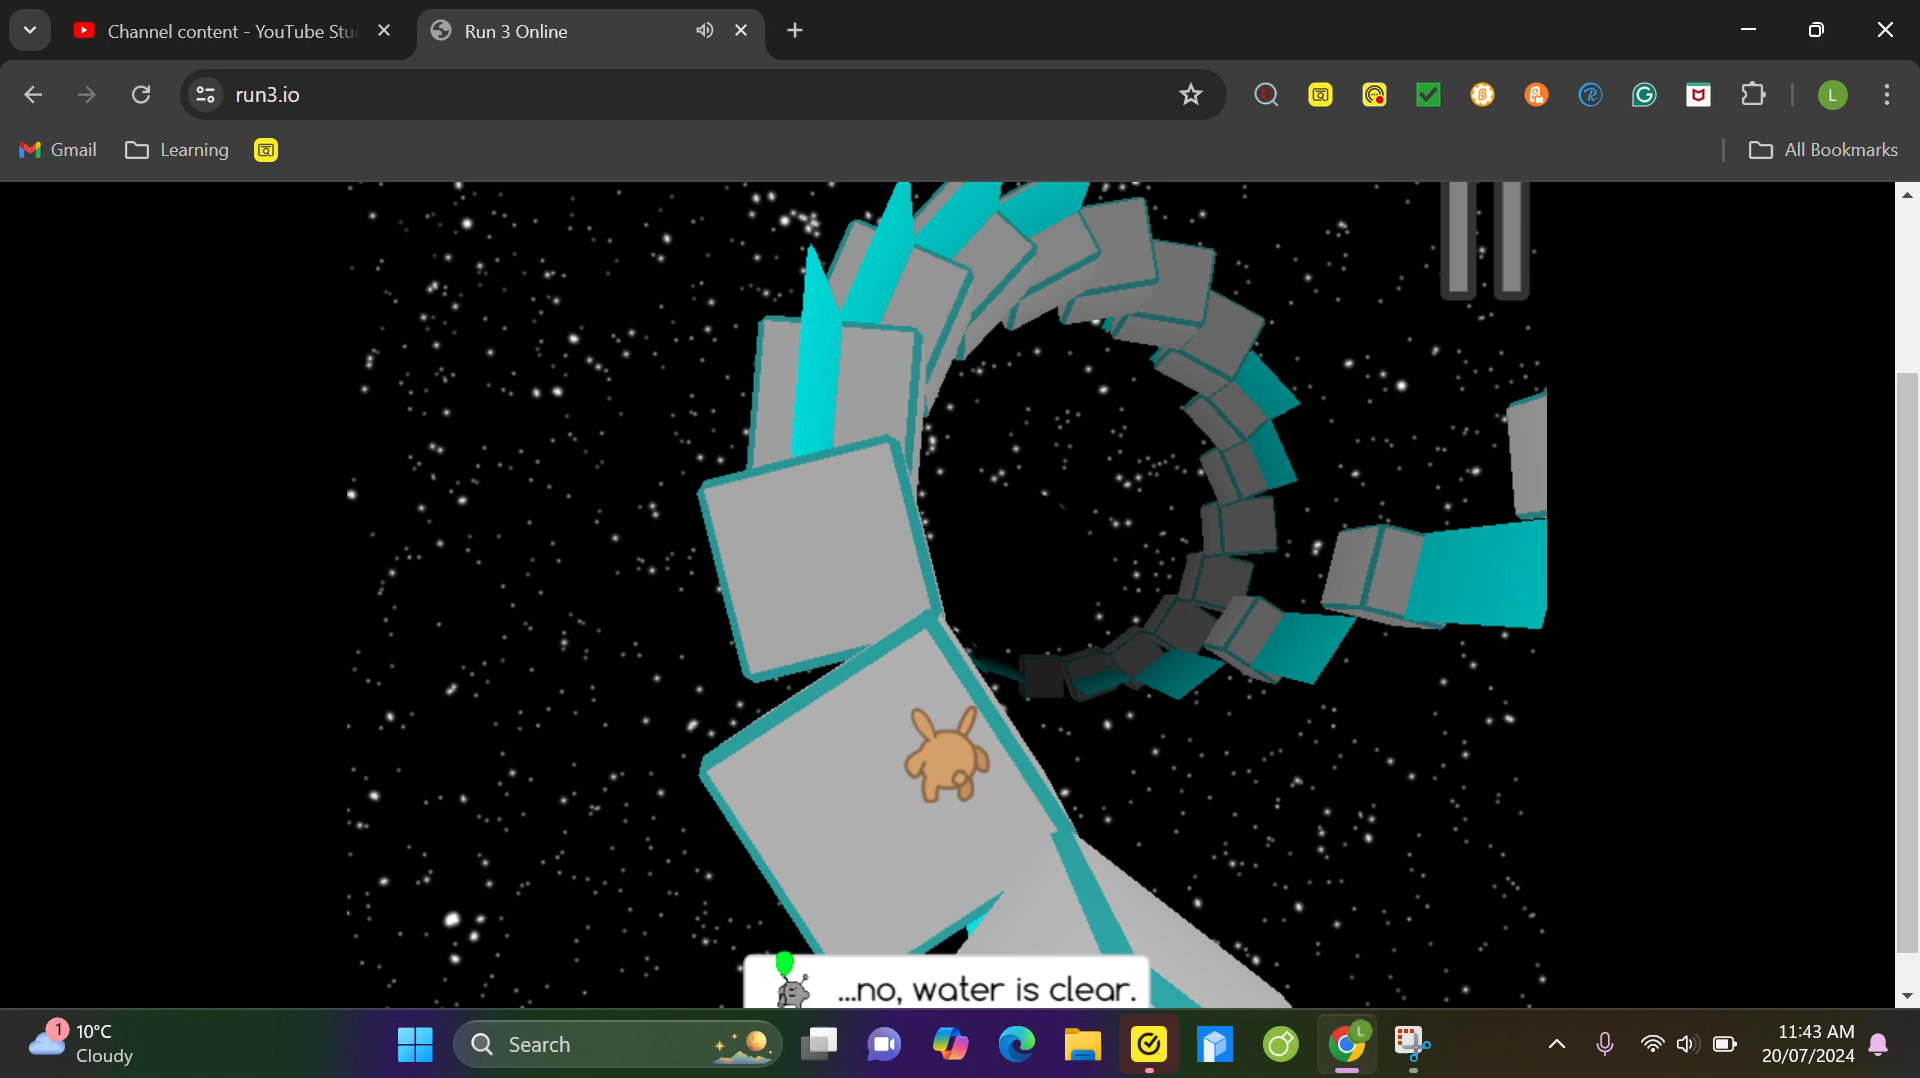 Channel content - YouTube Stu
Run 3 Online
run3.io
L
Gmail
Learning
All Bookmarks
...no, water is clear.
1
10°C
Cloudy
Search
L
11:43 AM
20/07/2024